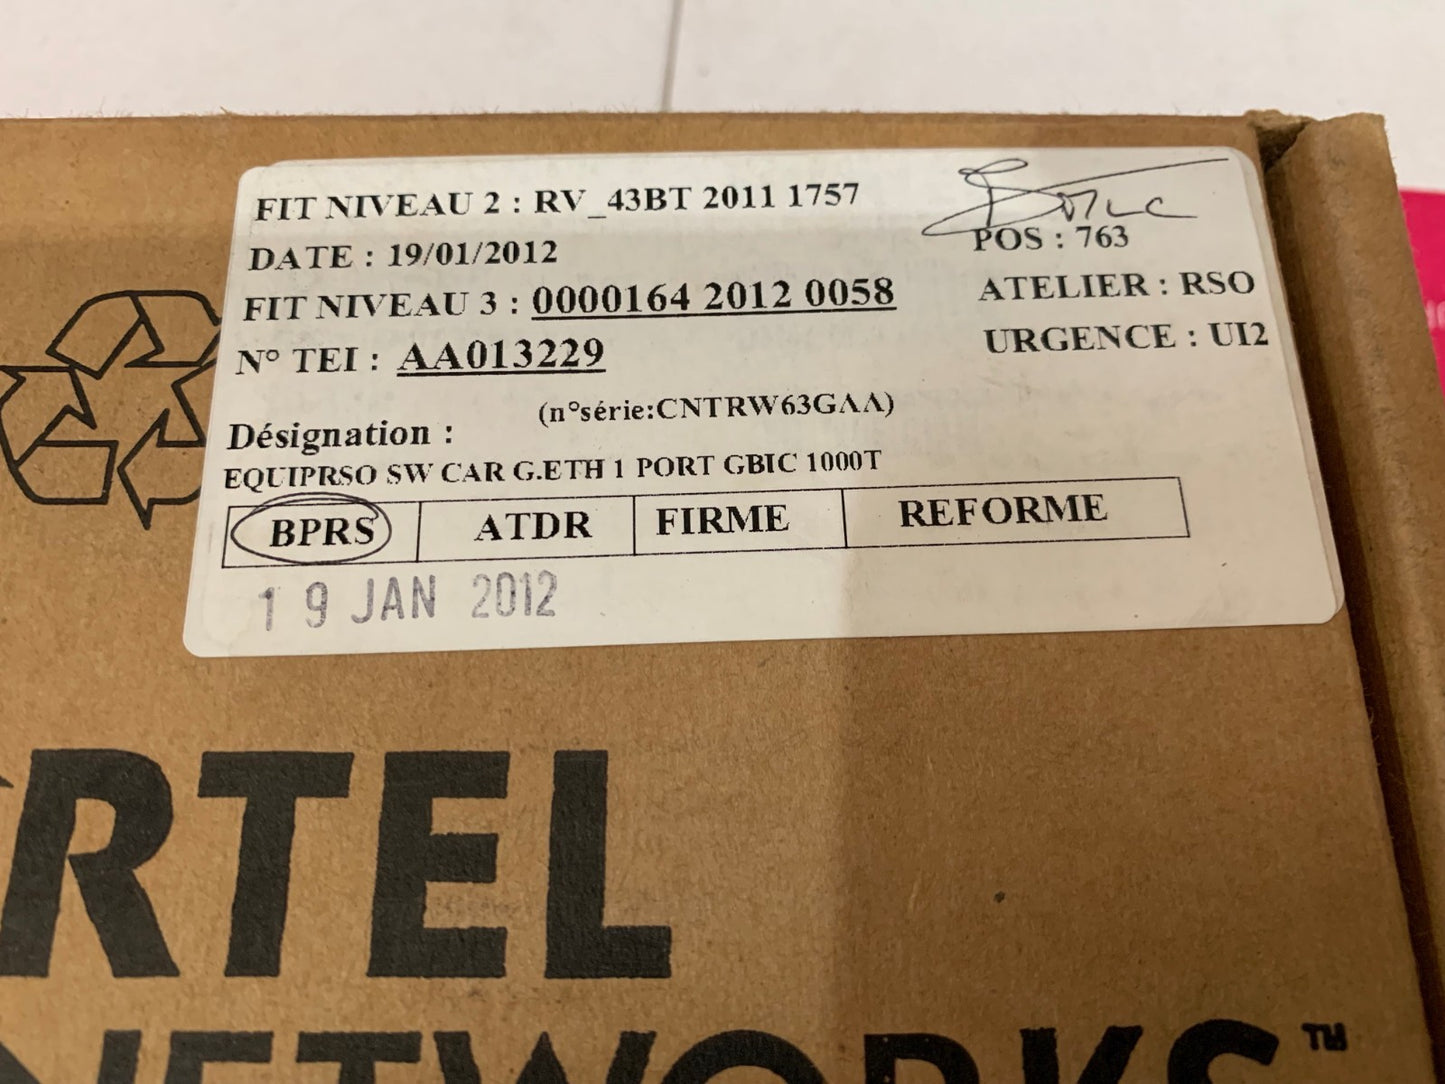 FIT NIVEAU 2 : RV_43BT 2011 1757
DATE : 19/01/2012
POS : 763
FIT NIVEAU 3 : 0000164 2012 0058
ATELIER : RSO
N° TEI : AA013229
URGENCE : UI2
(n°série:CNTRW63GAA)
Désignation :
EQUIPRSO SW CAR G.ETH 1 PORT GBIC 1000T
BPRS ATDR FIRME REFORME
19 JAN 2012
RTEL
NETWORKS™